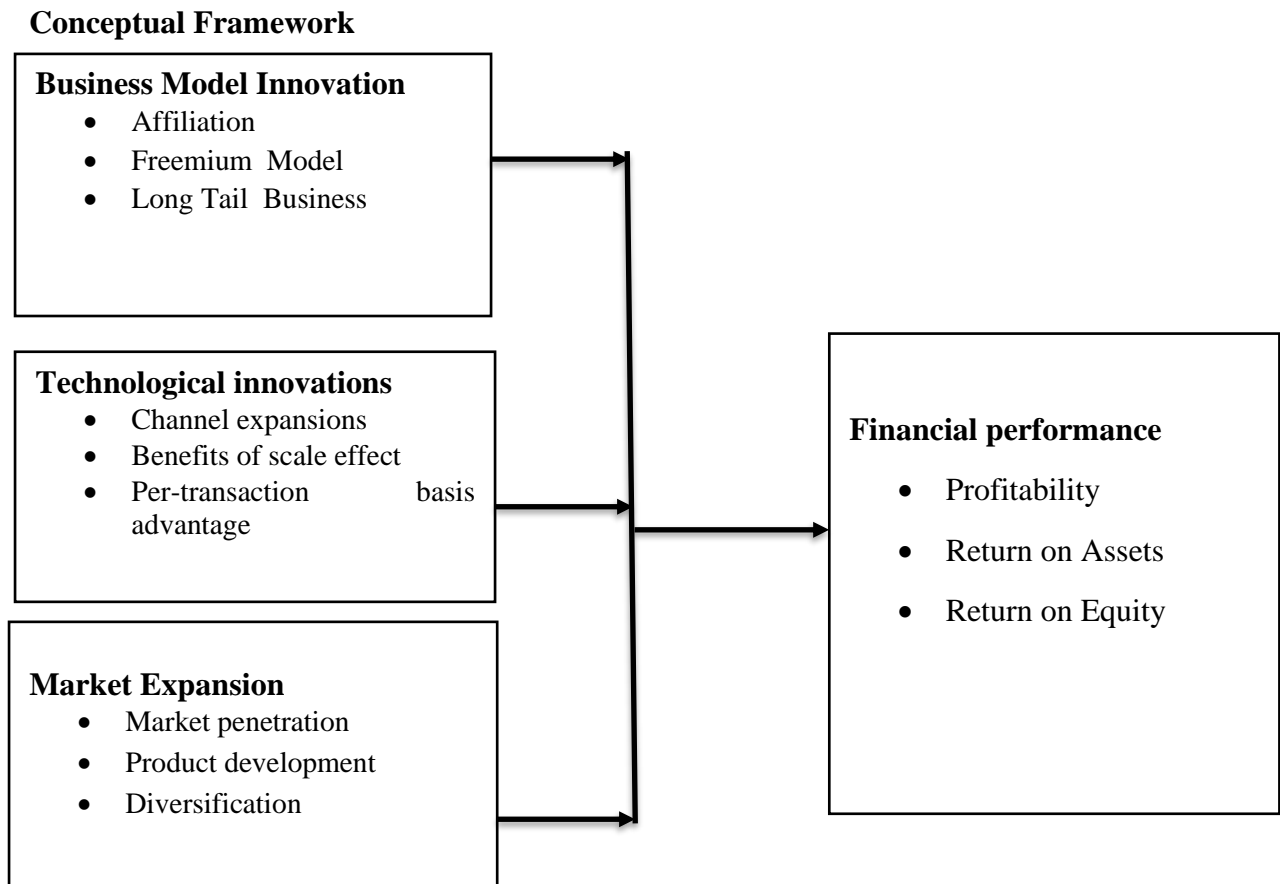 Conceptual Framework
Business Model Innovation
• Affiliation
• Freemium Model
• Long Tail Business
Technological innovations
• Channel expansions
• Benefits of scale effect
• Per-transaction basis
advantage
Market Expansion
• Market penetration
• Product development
• Diversification
Financial performance
• Profitability
• Return on Assets
• Return on Equity